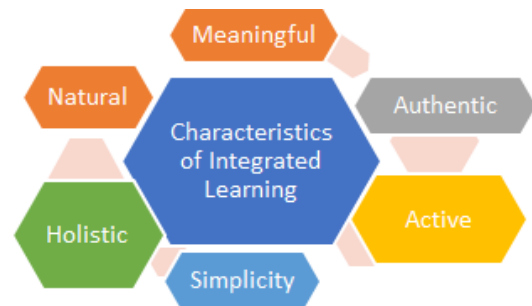 Meaningful
Natural
Authentic
Characteristics
of Integrated
Learning
Holistic
Active
Simplicity